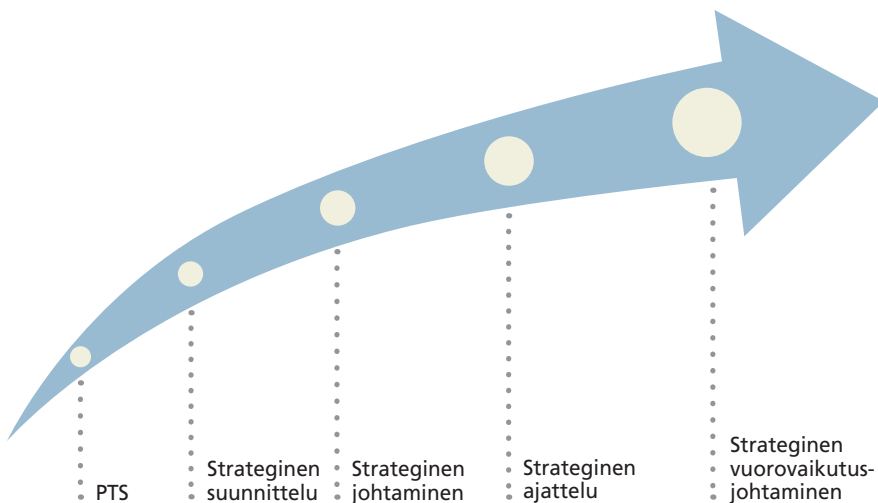 PTS
Strateginen
suunnittelu
Strateginen
johtaminen
Strateginen
ajattelu
Strateginen
vuorovaikutus-
johtaminen